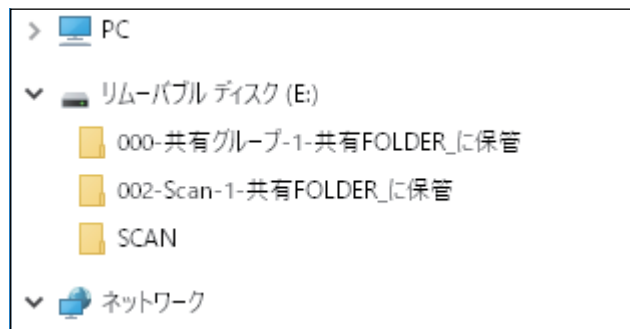 PC
リムーバブル ディスク (E:)
000-共有グループ-1-共有FOLDER_に保管
002-Scan-1-共有FOLDER_に保管
SCAN
ネットワーク